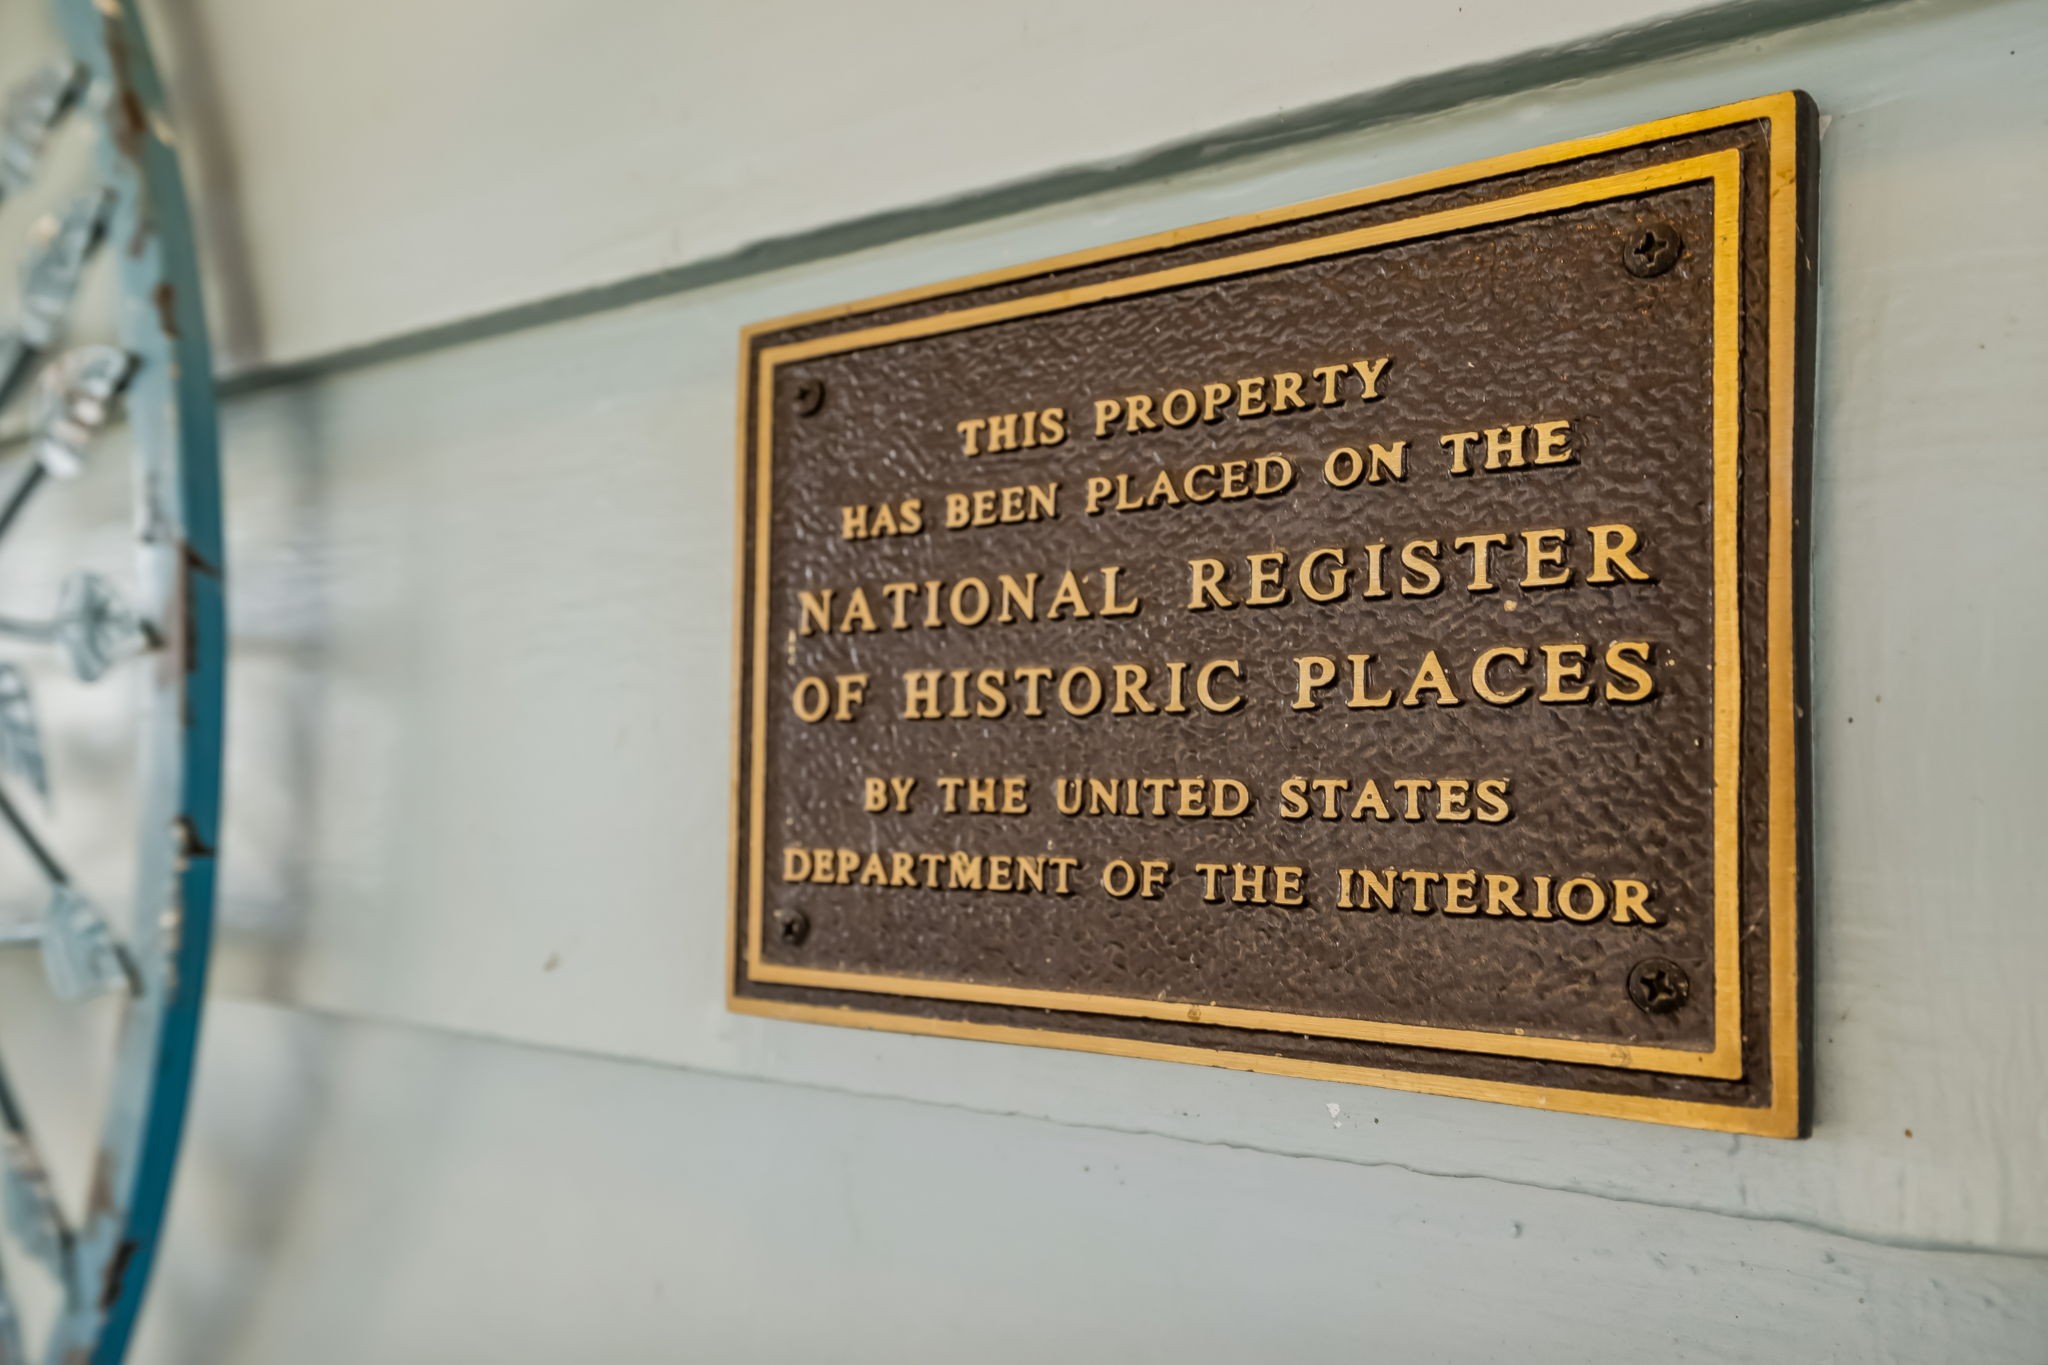 THIS PROPERTY
HAS BEEN PLACED ON THE
NATIONAL REGISTER
OF HISTORIC PLACES
BY THE UNITED STATES
DEPARTMENT OF THE INTERIOR